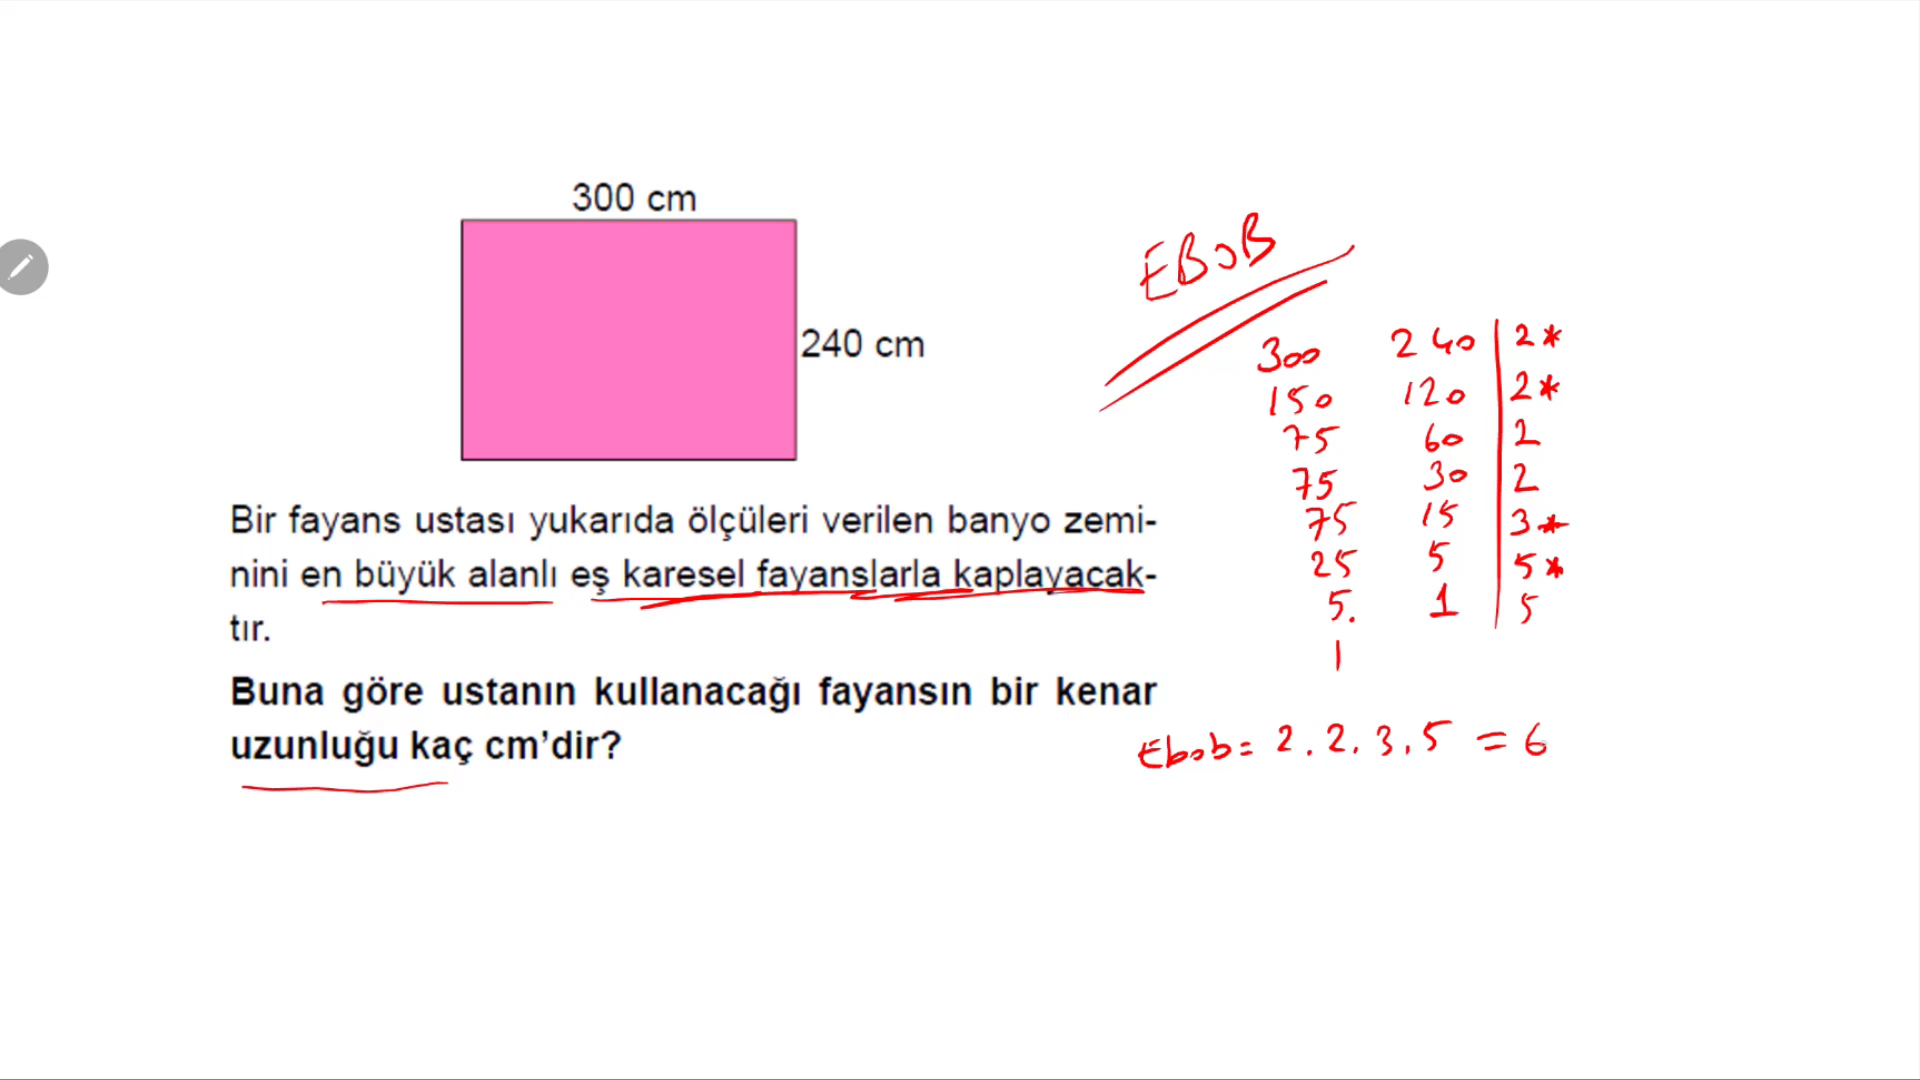 300 cm
240 cm
EBOB
300 240 2*
150 120 2*
75 60 2
75 30 2
75 15 3*
25 5 5*
5. 1 5
1
Bir fayans ustası yukarıda ölçüleri verilen banyo zemi-
nini en büyük alanlı eş karesel fayanslarla kaplayacak-
tır.
Buna göre ustanın kullanacağı fayansın bir kenar
uzunluğu kaç cm’dir?
Ebob= 2.2.3.5 = 6